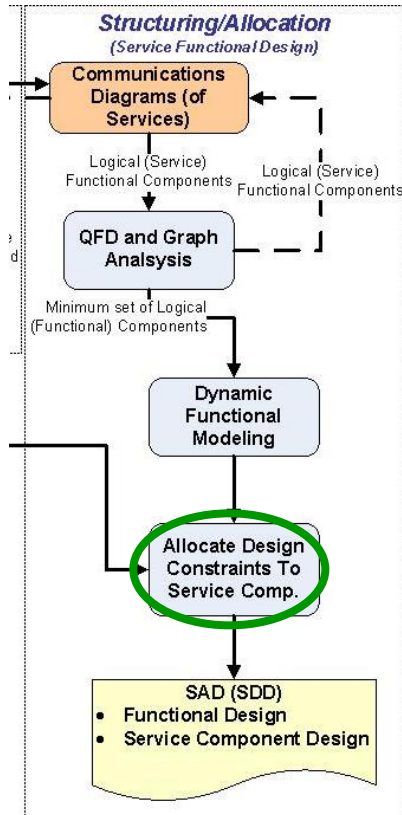 Structuring/Allocation
(Service Functional Design)
Communications
Diagrams (of
Services)
Logical (Service)
Functional Components
Logical (Service)
Functional Components
QFD and Graph
Analsysis
e
d
Minimum set of Logical
(Functional) Components
Dynamic
Functional
Modeling
Allocate Design
Constraints To
Service Comp.
SAD (SDD)
• Functional Design
• Service Component Design